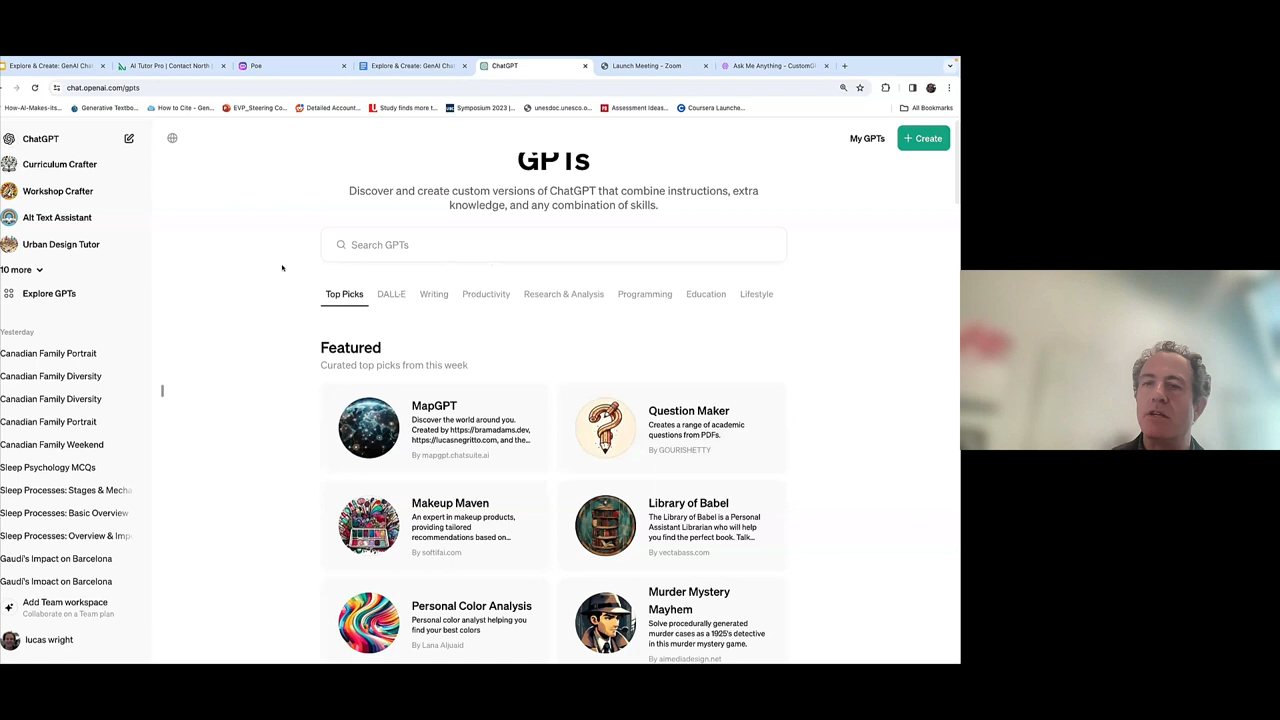 Explore & Create: GenAI Cha
AI Tutor Pro | Contact North
Poe
Explore & Create: GenAI Cha
ChatGPT
Launch Meeting - Zoom
Ask Me Anything - CustomG
chat.openai.com/gpts
How-AI-Makes-its...
Generative Textbo...
How to Cite - Gen...
EVP_Steering Co...
Detailed Account...
Study finds more t...
Symposium 2023 |...
unesdoc.unesco.o...
Assessment Ideas...
Coursera Launche...
All Bookmarks
ChatGPT
Curriculum Crafter
Workshop Crafter
Alt Text Assistant
Urban Design Tutor
10 more
Explore GPTs
Yesterday
Canadian Family Portrait
Canadian Family Diversity
Canadian Family Diversity
Canadian Family Portrait
Canadian Family Weekend
Sleep Psychology MCQs
Sleep Processes: Stages & Mecha
Sleep Processes: Basic Overview
Sleep Processes: Overview & Imp
Gaudi's Impact on Barcelona
Gaudi's Impact on Barcelona
Add Team workspace
Collaborate on a Team plan
lucas wright
My GPTs
+ Create
GPTs
Discover and create custom versions of ChatGPT that combine instructions, extra
knowledge, and any combination of skills.
Search GPTs
Top Picks
DALL·E
Writing
Productivity
Research & Analysis
Programming
Education
Lifestyle
Featured
Curated top picks from this week
MapGPT
Discover the world around you.
Created by https://bramadams.dev,
https://lucasnegritto.com, and the...
By mapgpt.chatsuite.ai
Question Maker
Creates a range of academic
questions from PDFs.
By GOURISHETTY
Makeup Maven
An expert in makeup products,
providing tailored
recommendations based on...
By softifai.com
Library of Babel
The Library of Babel is a Personal
Assistant Librarian who will help
you find the perfect book. Talk...
By vectabass.com
Personal Color Analysis
Personal color analyst helping you
find your best colors
By Lana Aljuaid
Murder Mystery
Mayhem
Solve procedurally generated
murder cases as a 1925's detective
in this murder mystery game.
By aimediadesign.net